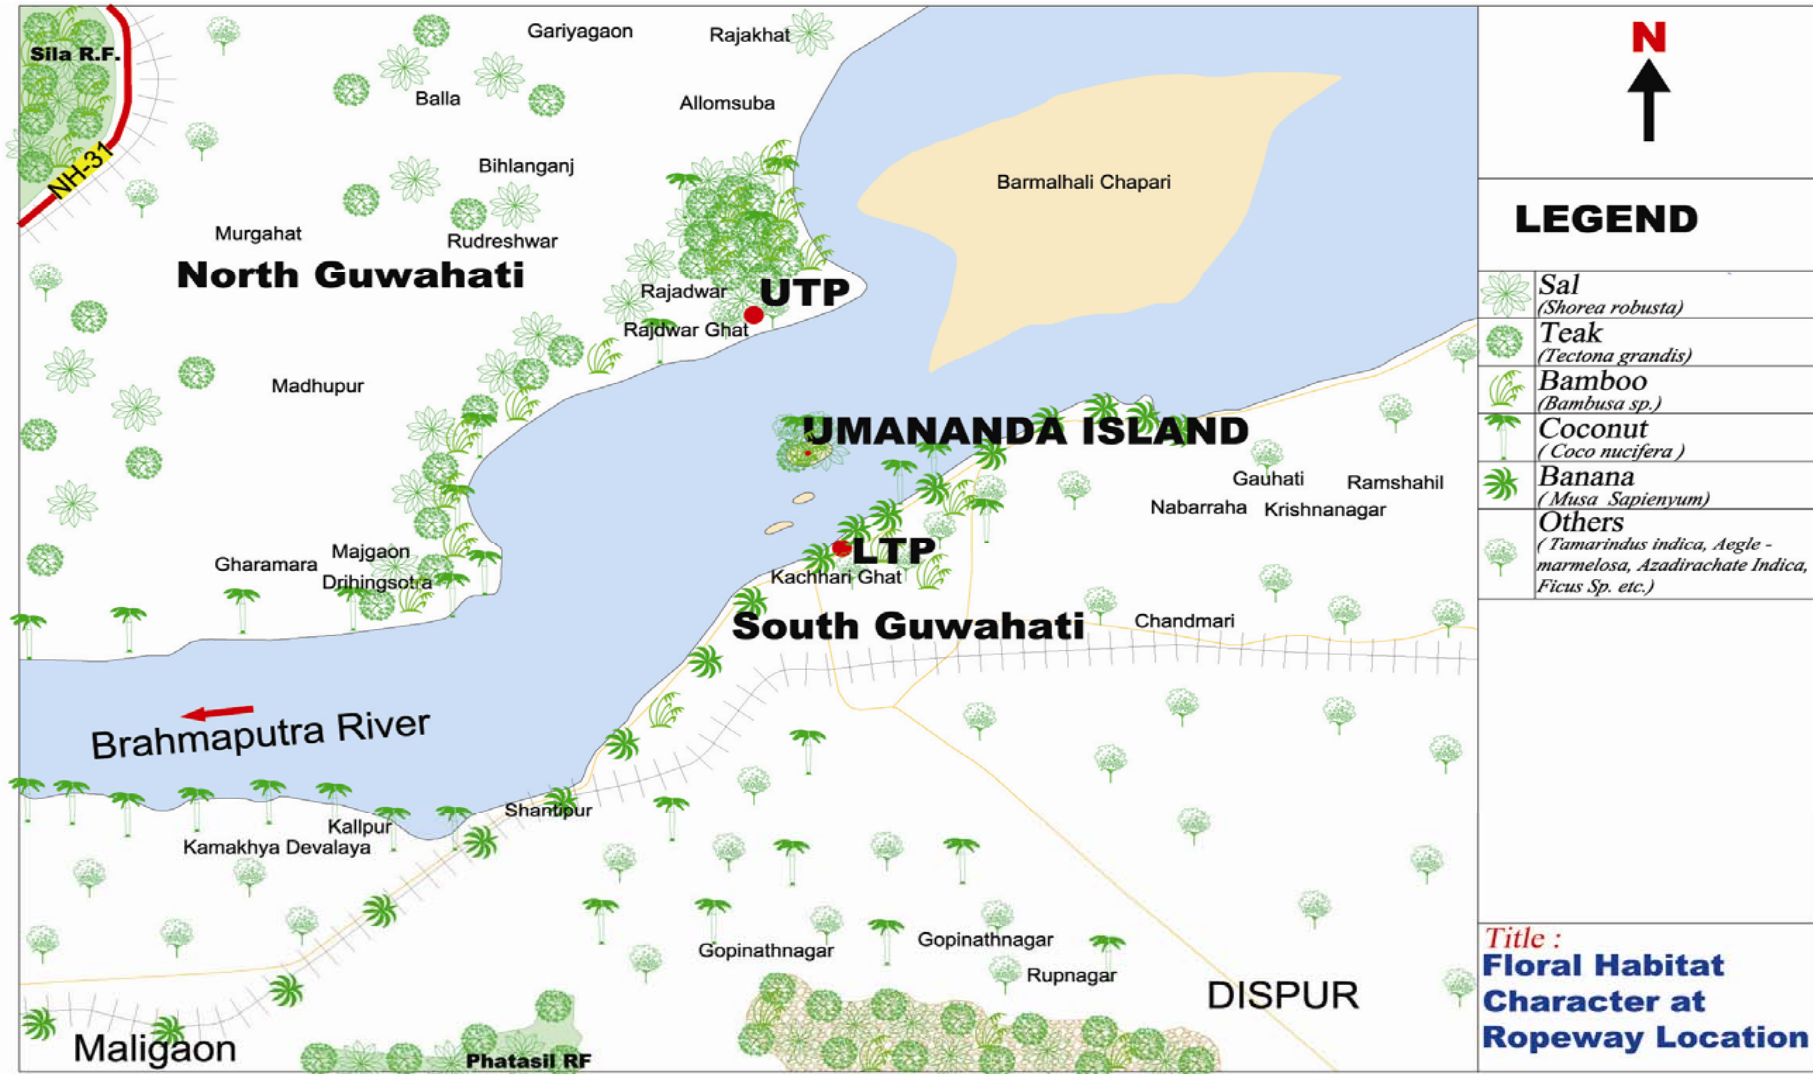 Sila R.F.
NH-31
Gariyagaon
Rajakhat
Balla
Allomsuba
Bihlanganj
Murgahat
Rudreshwar
North Guwahati
Rajadwar
UTP
Rajdwar Ghat
Madhupur
Barmalhali Chapari
UMANANDA ISLAND
Gauhati
Ramshahil
Nabarraha
Krishnanagar
Majgaon
Gharamara
Drihingsotra
LTP
Kachhari Ghat
South Guwahati
Chandmari
Brahmaputra River
Shantipur
Kallpur
Kamakhya Devalaya
Gopinathnagar
Gopinathnagar
Rupnagar
DISPUR
Maligaon
Phatasil RF
N
LEGEND
Sal
(Shorea robusta)
Teak
(Tectona grandis)
Bamboo
(Bambusa sp.)
Coconut
( Coco nucifera )
Banana
( Musa Sapienyum)
Others
( Tamarindus indica, Aegle -
marmelosa, Azadirachate Indica,
Ficus Sp. etc.)
Title :
Floral Habitat
Character at
Ropeway Location